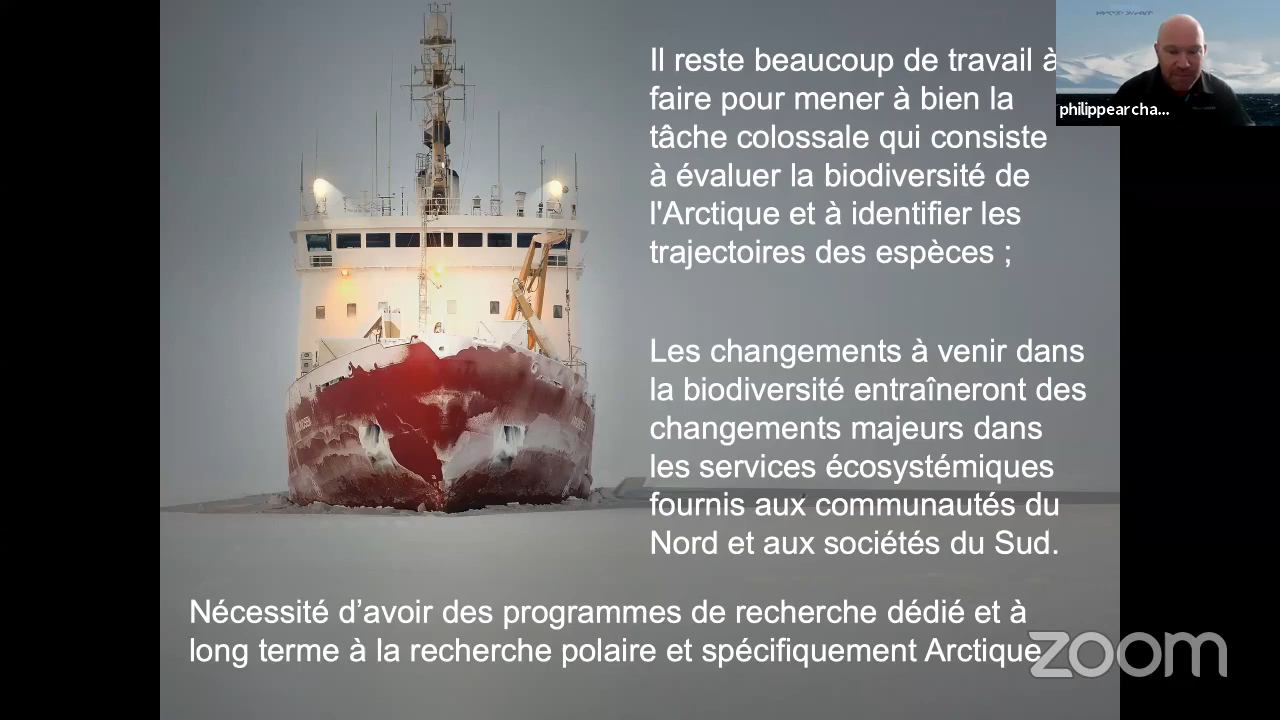 Il reste beaucoup de travail à
faire pour mener à bien la
tâche colossale qui consiste
à évaluer la biodiversité de
l'Arctique et à identifier les
trajectoires des espèces ;
Les changements à venir dans
la biodiversité entraîneront des
changements majeurs dans
les services écosystémiques
fournis aux communautés du
Nord et aux sociétés du Sud.
Nécessité d’avoir des programmes de recherche dédié et à
long terme à la recherche polaire et spécifiquement Arctique
philippearcha...
zoom